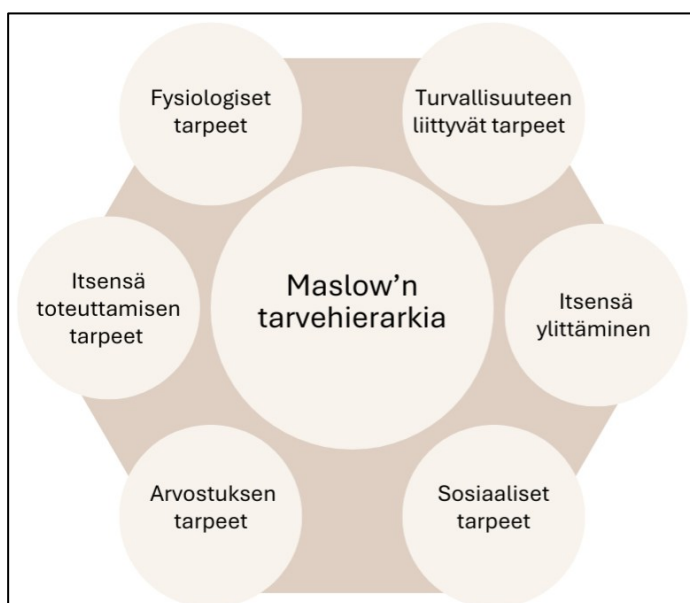 Fysiologiset
tarpeet
Turvallisuuteen
liittyvät tarpeet
Itsensä
toteuttamisen
tarpeet
Maslow’n
tarvehierarkia
Itsensä
ylittäminen
Arvostuksen
tarpeet
Sosiaaliset
tarpeet